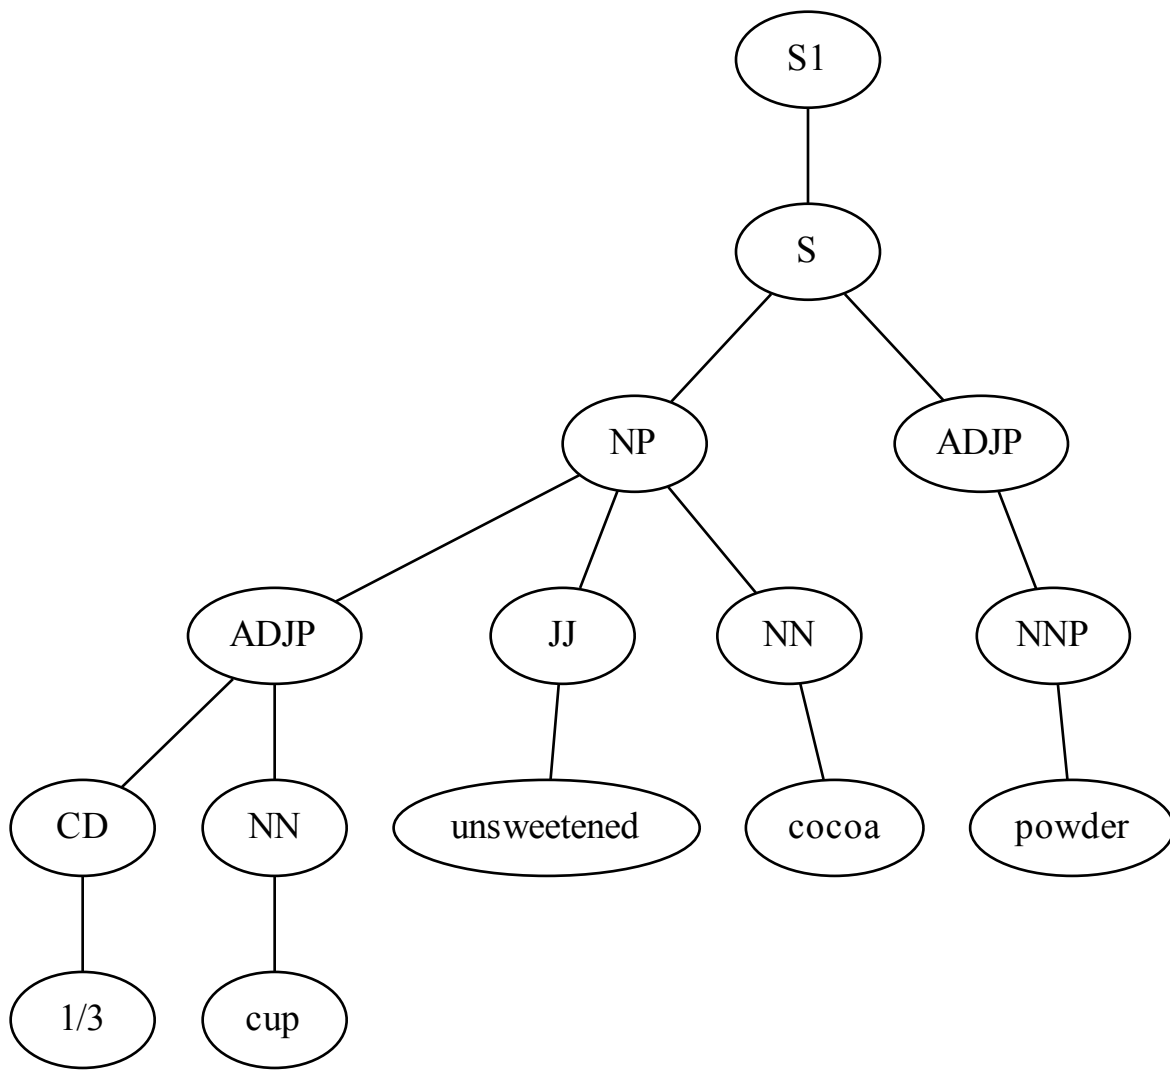 S1
S
NP ADJP
ADJP JJ NN NNP
CD NN unsweetened cocoa powder
1/3 cup